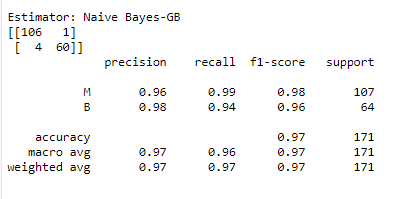 Estimator: Naive Bayes-GB
[[106   1]
 [  4  60]]
              precision    recall  f1-score   support

           M       0.96      0.99      0.98       107
           B       0.98      0.94      0.96        64

    accuracy                           0.97       171
   macro avg       0.97      0.96      0.97       171
weighted avg       0.97      0.97      0.97       171